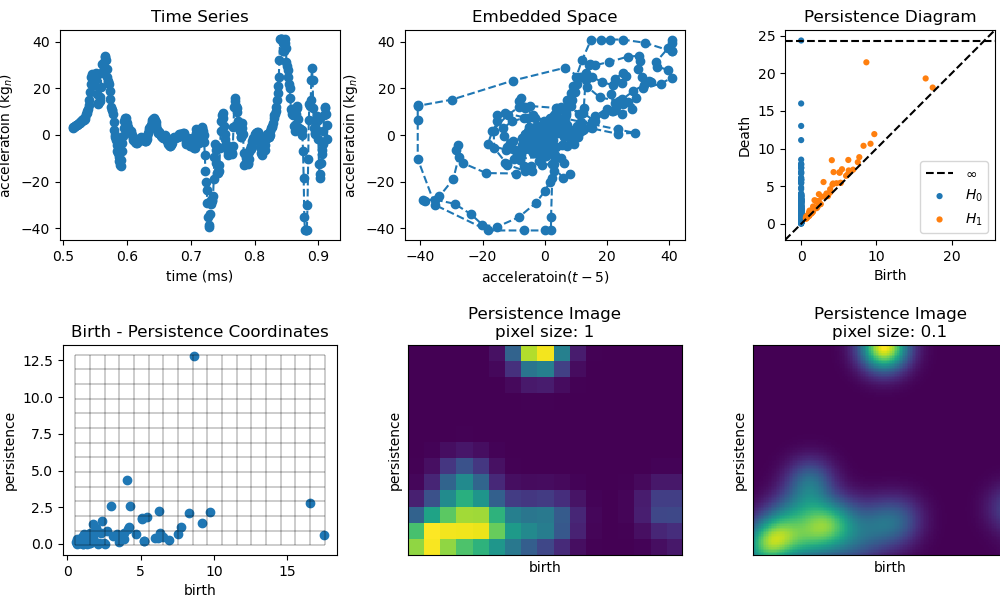 Time Series
Embedded Space
Persistence Diagram
acceleratoin (kg_n)
40
20
0
−20
−40
0.5
0.6
0.7
0.8
0.9
time (ms)
acceleratoin (kg_n)
40
20
0
−20
−40
−40
−20
0
20
40
acceleratoin(t − 5)
Death
25
20
15
10
5
0
0
10
20
Birth
∞
H_0
H_1
Birth - Persistence Coordinates
persistence
12.5
10.0
7.5
5.0
2.5
0.0
0
5
10
15
birth
Persistence Image
pixel size: 1
persistence
birth
Persistence Image
pixel size: 0.1
persistence
birth